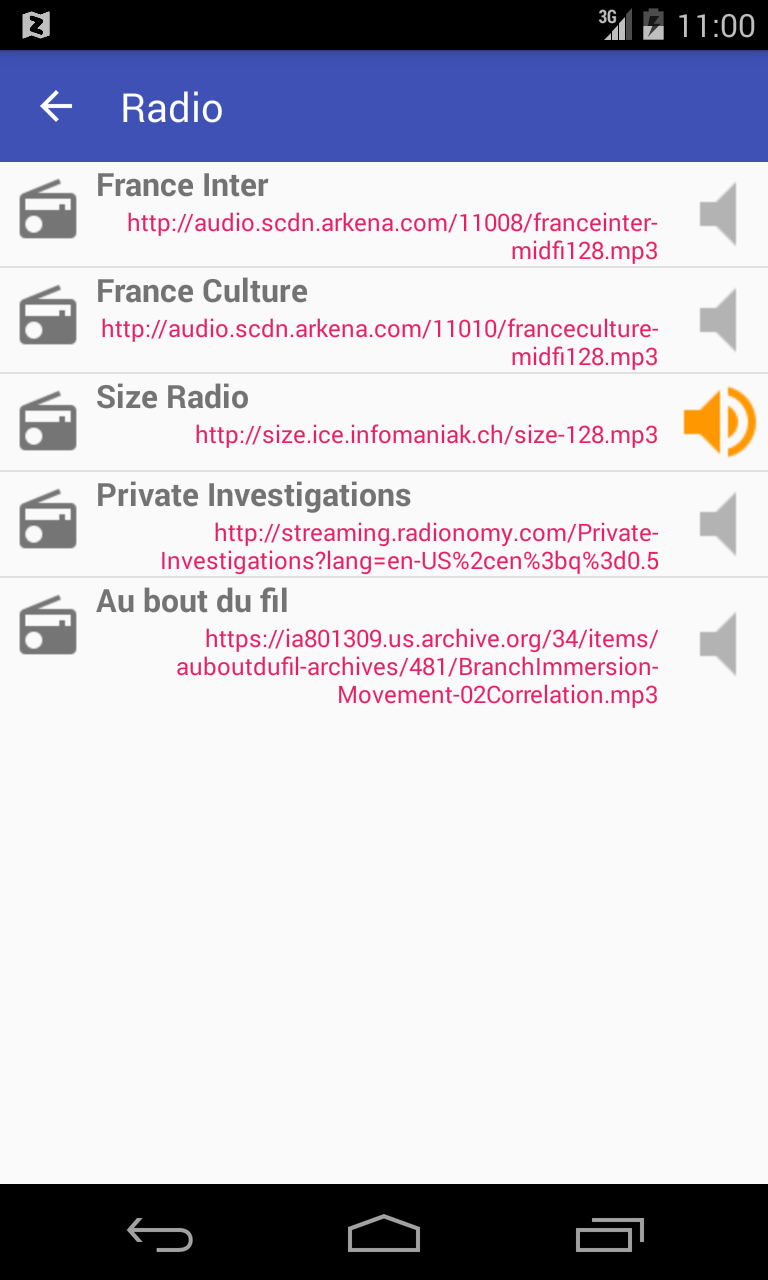 3G 11:00
Radio
France Inter
http://audio.scdn.arkena.com/11008/franceinter-
midfi128.mp3
France Culture
http://audio.scdn.arkena.com/11010/franceculture-
midfi128.mp3
Size Radio
http://size.ice.infomaniak.ch/size-128.mp3
Private Investigations
http://streaming.radionomy.com/Private-
Investigations?lang=en-US%2cen%3bq%3d0.5
Au bout du fil
https://ia801309.us.archive.org/34/items/
auboutdufil-archives/481/BranchImmersion-
Movement-02Correlation.mp3